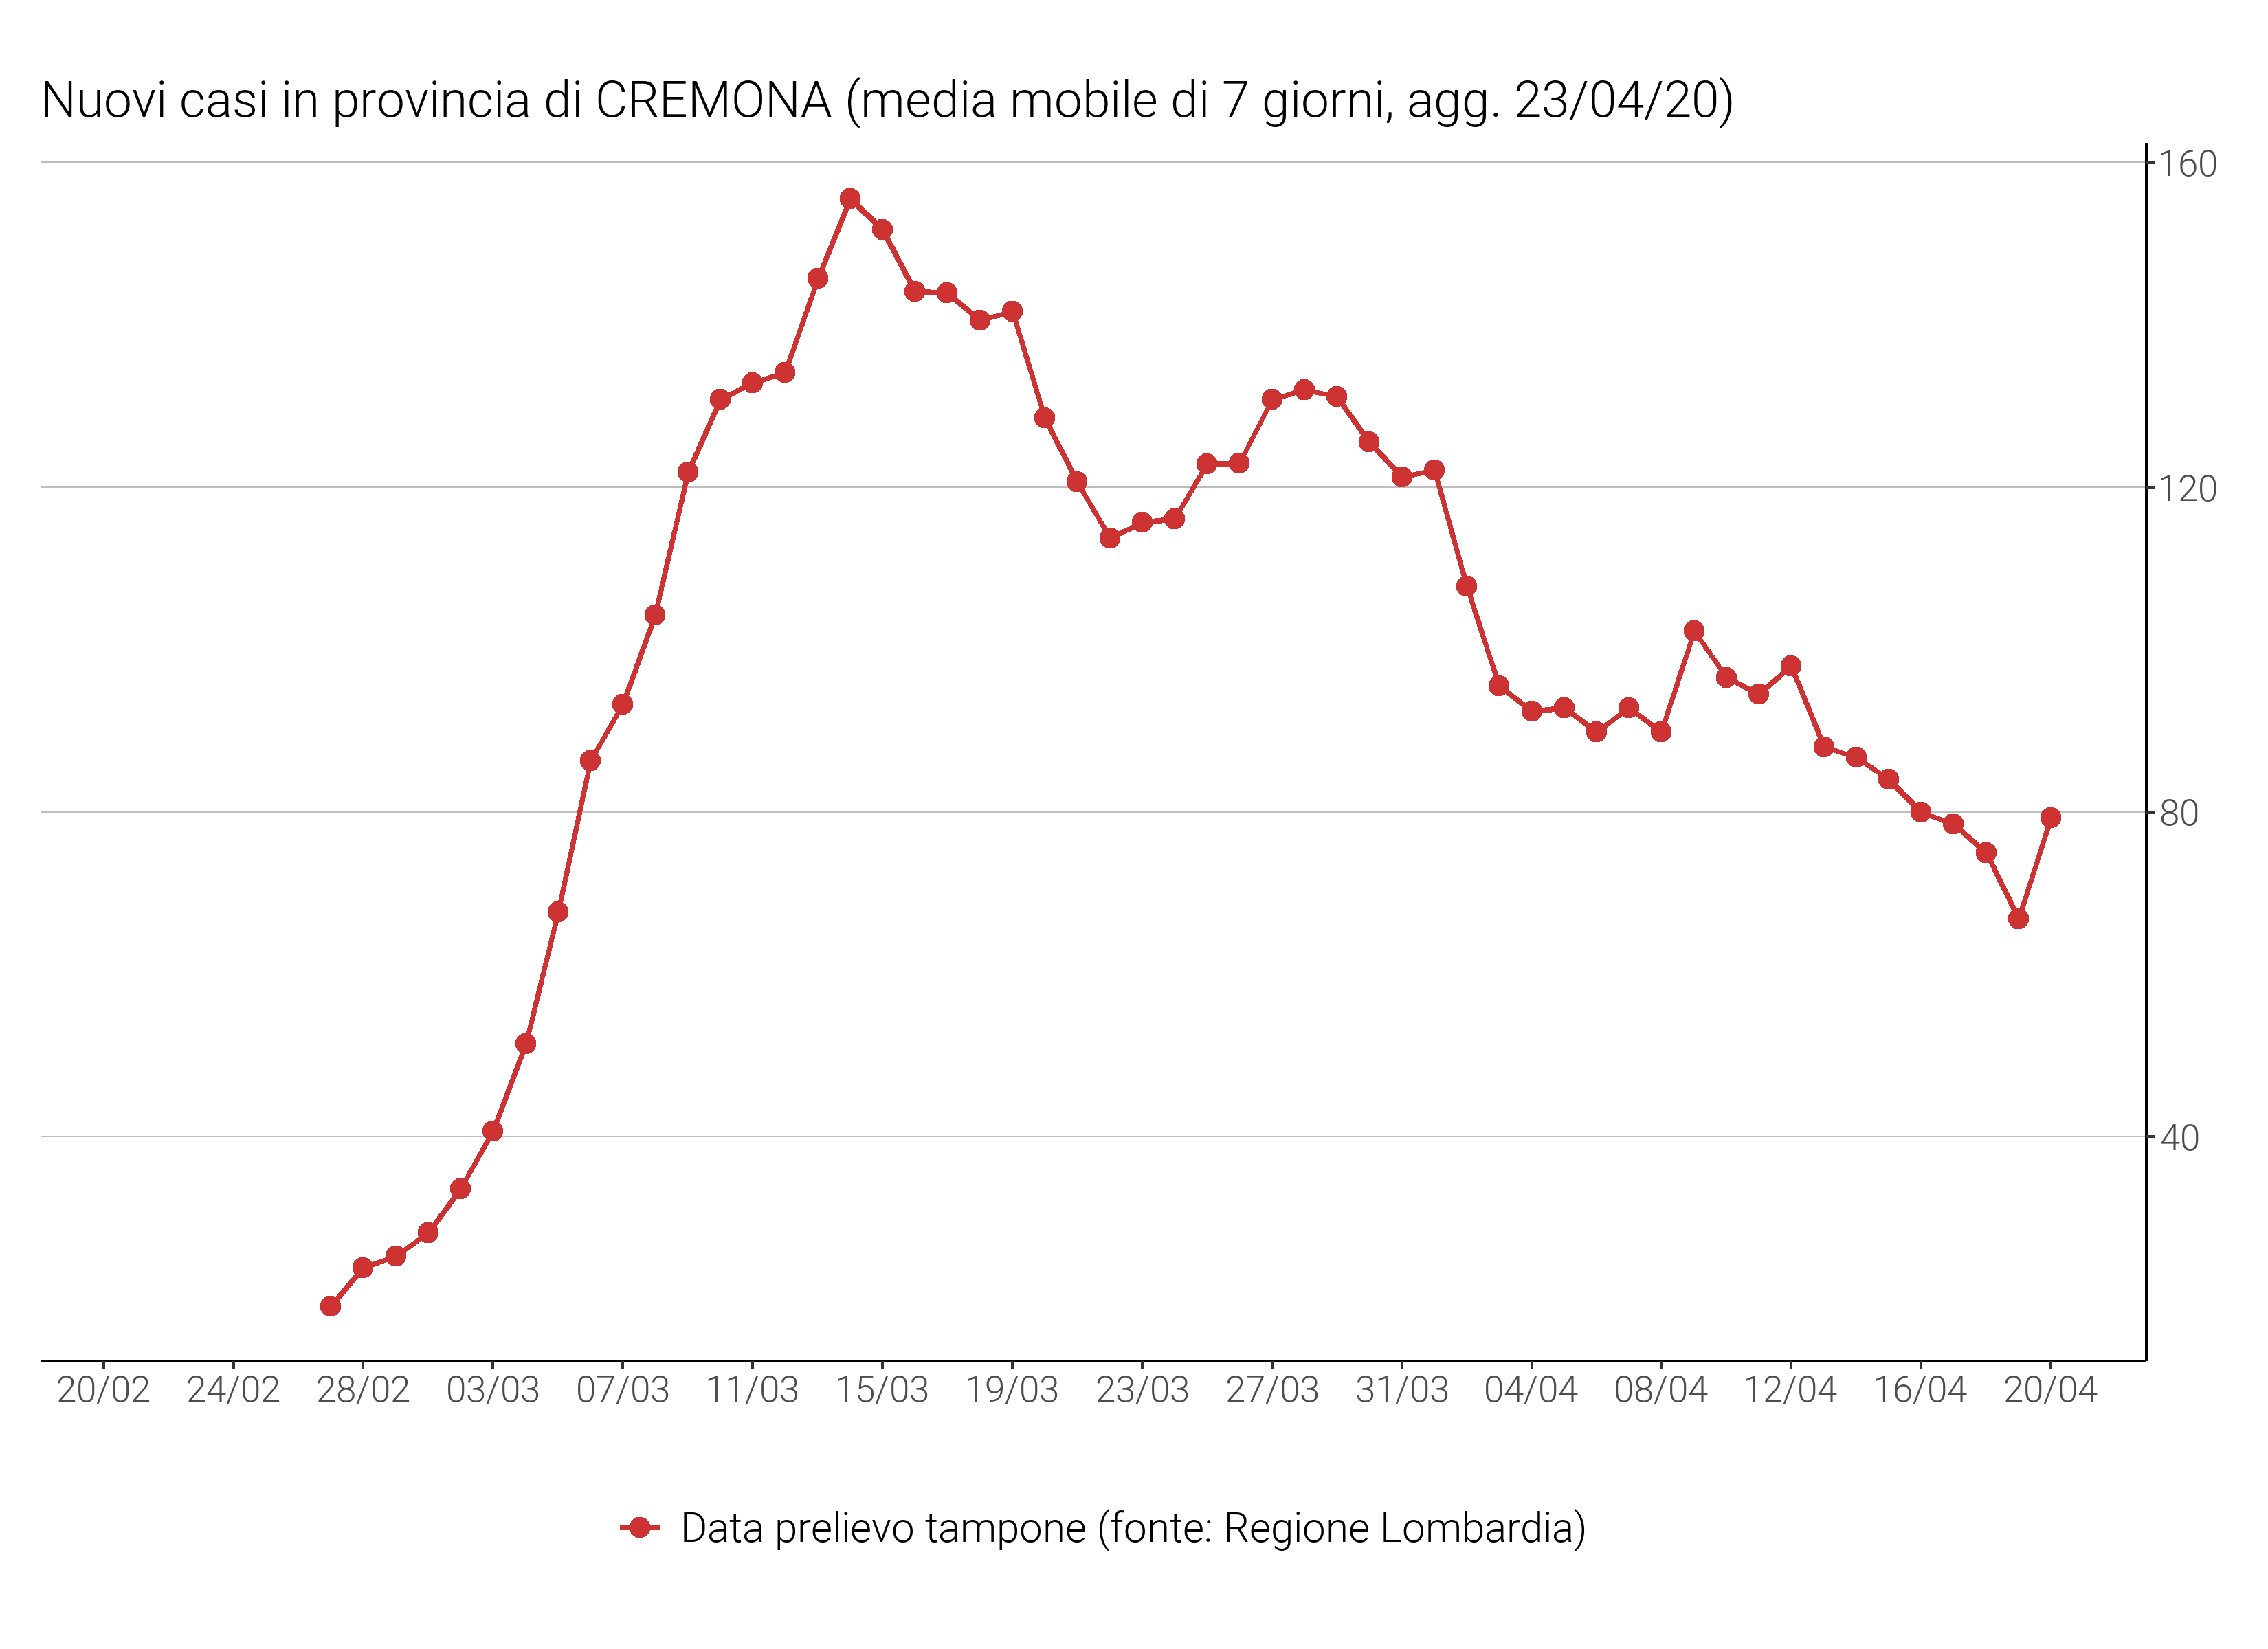 Nuovi casi in provincia di CREMONA (media mobile di 7 giorni, agg. 23/04/20)
160
120
80
40
20/02 24/02 28/02 03/03 07/03 11/03 15/03 19/03 23/03 27/03 31/03 04/04 08/04 12/04 16/04 20/04
Data prelievo tampone (fonte: Regione Lombardia)